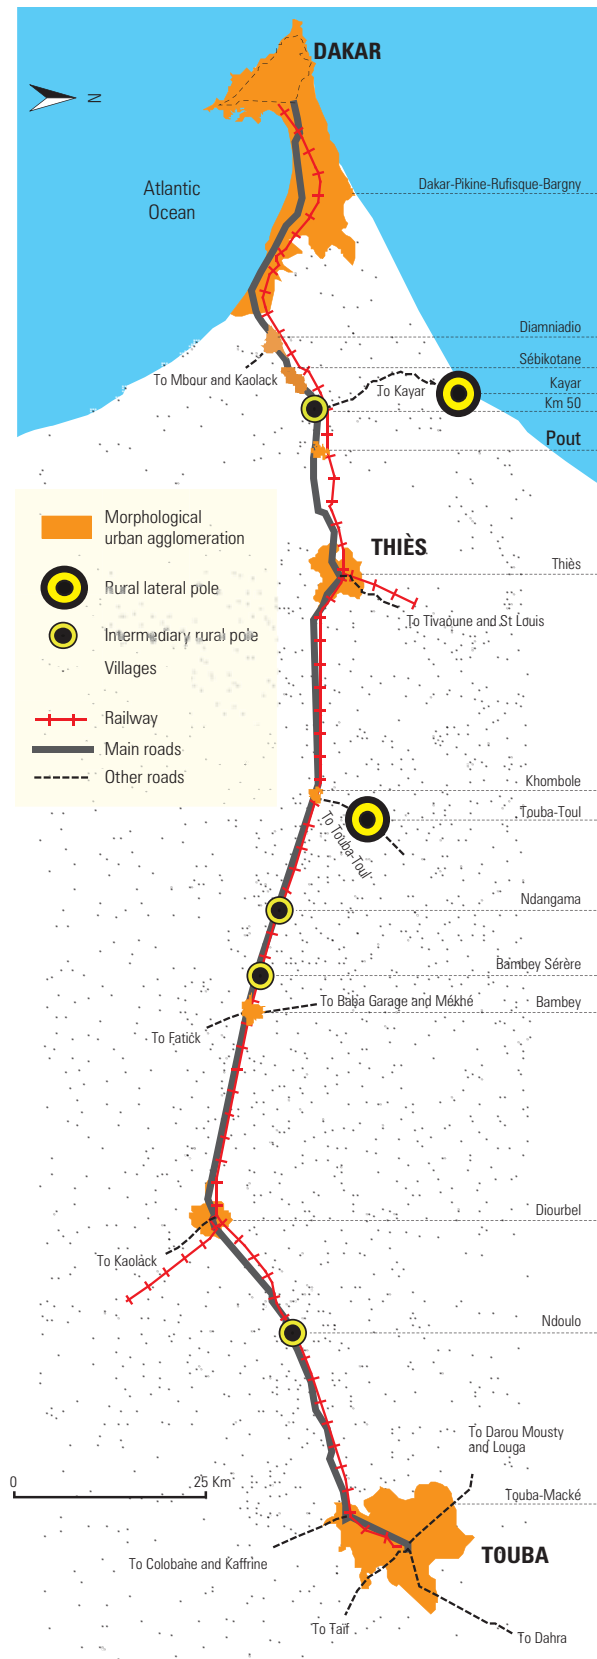 DAKAR
N
Atlantic
Ocean
Dakar-Pikine-Rufisque-Bargny
Diamniadio
Sébikotane
To Mbour and Kaolack
To Kayar
Kayar
Km 50
Pout
Morphological
urban agglomeration
THIÈS
Thiès
Rural lateral pole
To Tivaoune and St Louis
Intermediary rural pole
Villages
Railway
Main roads
Other roads
Khombole
Touba-Toul
To Touba-Toul
Ndangama
Bambey Sérère
To Baba Garage and Mékhé
Bambey
To Fatick
Diourbel
To Kaolack
Ndoulo
To Darou Mousty
and Louga
0 25 Km
Touba-Macké
TOUBA
To Colobane and Kaffrine
To Taïf
To Dahra